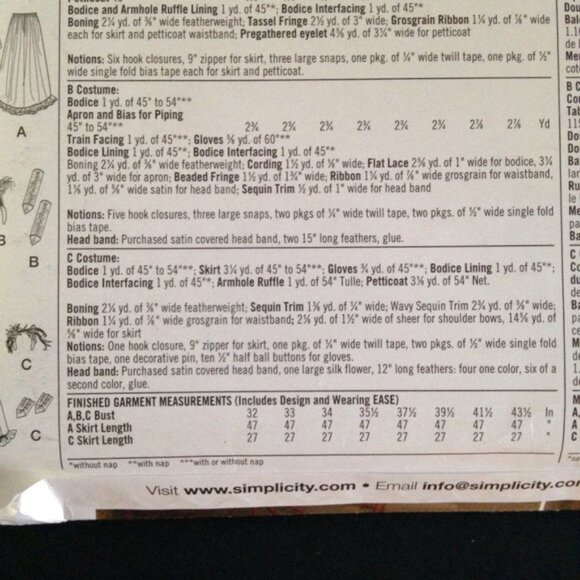 Bodice and Armhole Ruffle Lining 1 yd. of 45"**; Bodice Interfacing 1 yd. of 45"*
Boning 2¼ yd. of ⅜" wide featherweight; Tassel Fringe 2½ yd. of 3" wide; Grosgrain Ribbon 1¼ yd. of ⅞" wide
each for skirt and petticoat waistband; Pregathered eyelet 4⅝ yd. of 3¼" wide for petticoat
Notions: Six hook closures, 9" zipper for skirt, three large snaps, one pkg. of ¼" wide twill tape, one pkg. of ½"
wide single fold bias tape each for skirt and petticoat.
B Costume:
Bodice 1 yd. of 45" to 54"**
Apron and Bias for Piping
45" to 54"** 2¾ 2¾ 2¾ 2¾ 2¾ 2¾ 2⅞ 2⅞ Yd
Train Facing 1 yd. of 45"**; Gloves ⅝ yd. of 60"**
Bodice Lining 1 yd. of 45"**; Bodice Interfacing 1 yd. of 45"*
Boning 2¼ yd. of ⅜" wide featherweight; Cording 1½ yd. of wide; Flat Lace 2⅝ yd. of 1" wide for bodice, 3¼
yd. of 3" wide for apron; Beaded Fringe 1½ yd. of 1¾" wide; Ribbon 1¼ yd. of ⅞" wide grosgrain for waistband,
1⅝ yd. of ⅜" wide satin for head band; Sequin Trim ½ yd. of 1" wide for head band
Notions: Five hook closures, three large snaps, two pkgs of ¼" wide twill tape, two pkgs. of ½" wide single fold
bias tape.
Head band: Purchased satin covered head band, two 15" long feathers, glue.
C Costume:
Bodice 1 yd. of 45" to 54"**; Skirt 3¼ yd. of 45" to 54"**; Gloves ¾ yd. of 45"**; Bodice Lining 1 yd. of 45"**;
Bodice Interfacing 1 yd. of 45"*; Armhole Ruffle 1 yd. of 54" Tulle; Petticoat 3⅛ yd. of 54" Net.
Boning 2¼ yd. of ⅜" wide featherweight; Sequin Trim 1⅝ yd. of ¼" wide; Wavy Sequin Trim 2¾ yd. of ⅝" wide;
Ribbon 1¼ yd. of ⅞" wide grosgrain for waistband; 2⅝ yd. of 1½" wide of sheer for shoulder bows, 14⅝ yd. of
⅝" wide for skirt
Notions: One hook closure, 9" zipper for skirt, one pkg. of ¼" wide twill tape, two pkgs. of ½" wide single fold
bias tape, one decorative pin, ten ½" half ball buttons for gloves.
Head band: Purchased satin covered head band, one large silk flower, 12" long feathers: four one color, six of a
second color, glue.
FINISHED GARMENT MEASUREMENTS (Includes Design and Wearing EASE)
A,B,C Bust 32 33 34 35½ 37½ 39½ 41½ 43½ In
A Skirt Length 47 47 47 47 47 47 47 47 "
C Skirt Length 27 27 27 27 27 27 27 27 "
*without nap **with nap ***with or without nap
Visit www.simplicity.com • Email info@simplicity.co
A
B
B
C
C